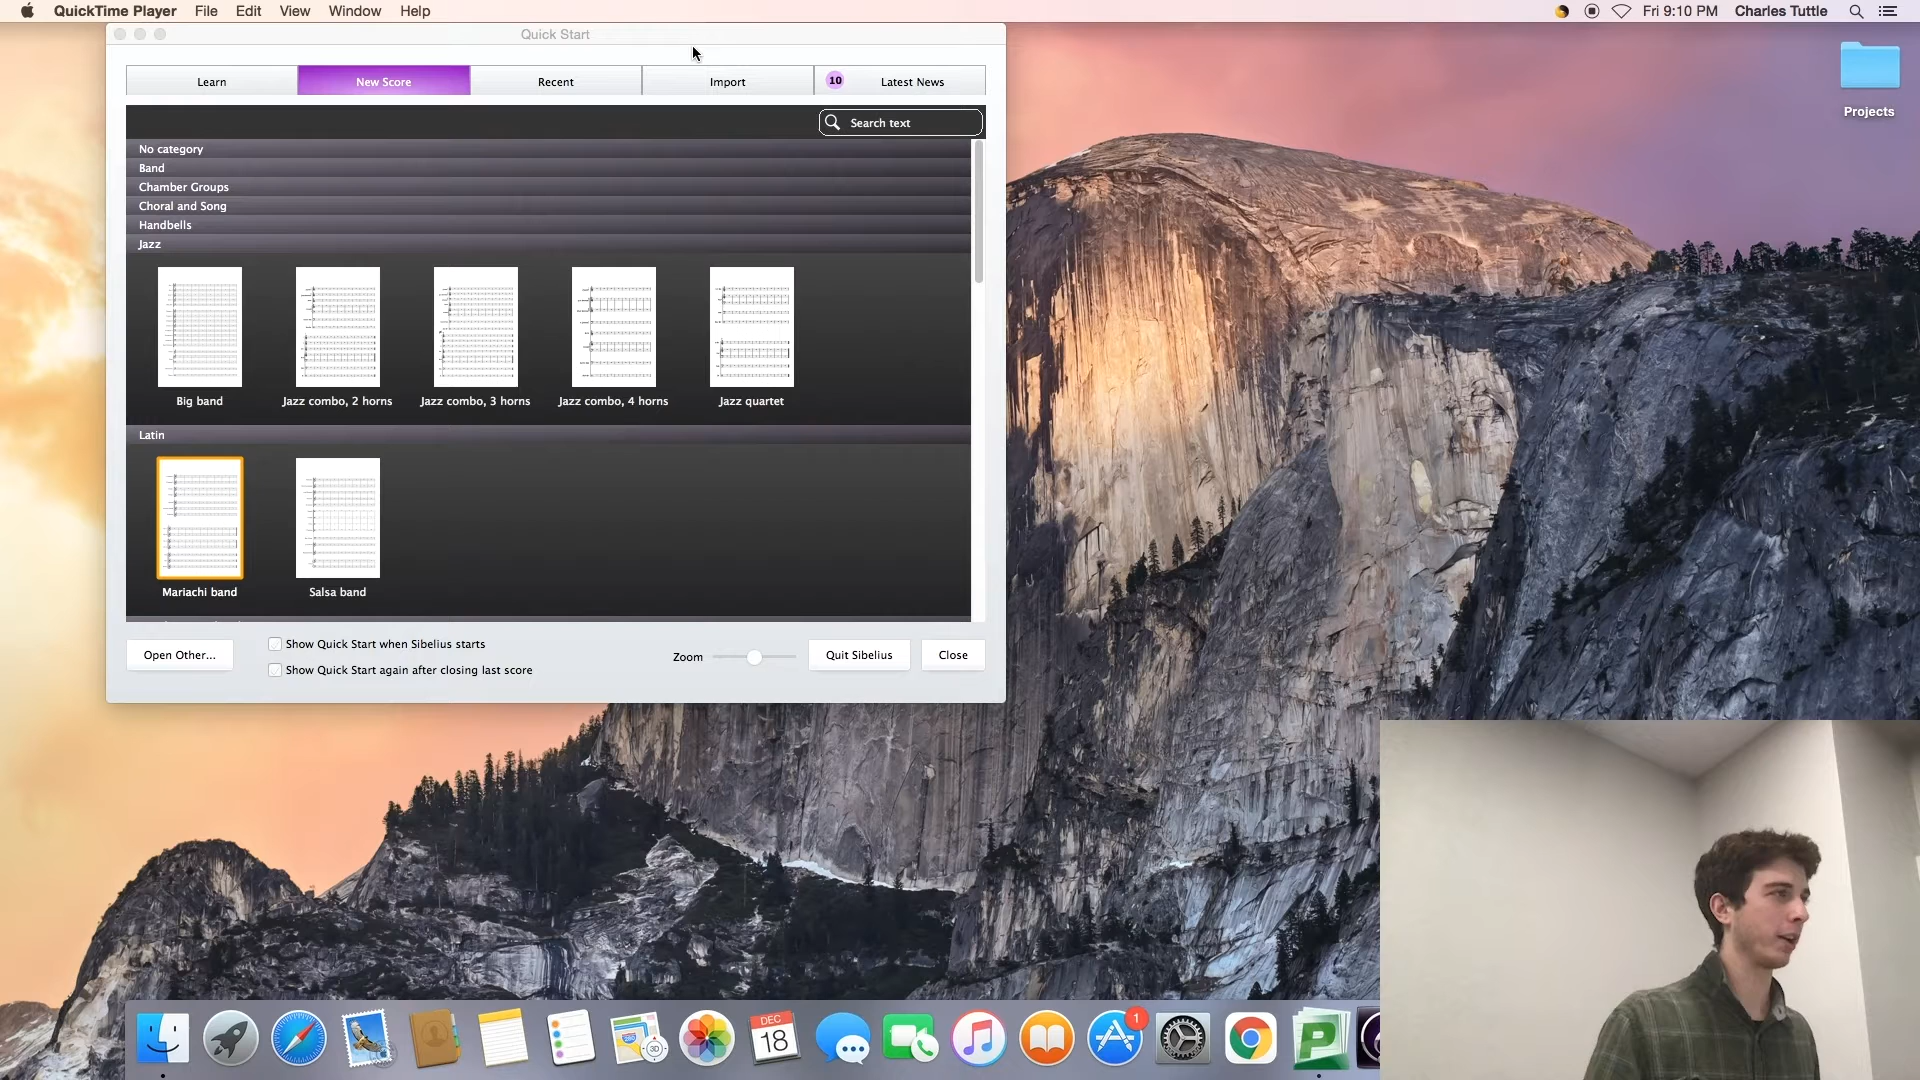 QuickTime Player File Edit View Window Help Fri 9:10 PM Charles Tuttle
Quick Start
Learn New Score Recent Import 10 Latest News
Search text
No category
Band
Chamber Groups
Choral and Song
Handbells
Jazz
Big band Jazz combo, 2 horns Jazz combo, 3 horns Jazz combo, 4 horns Jazz quartet
Latin
Mariachi band Salsa band
Open Other... Show Quick Start when Sibelius starts Zoom Quit Sibelius Close
Show Quick Start again after closing last score
Projects
DEC
18
280
3D
1
P